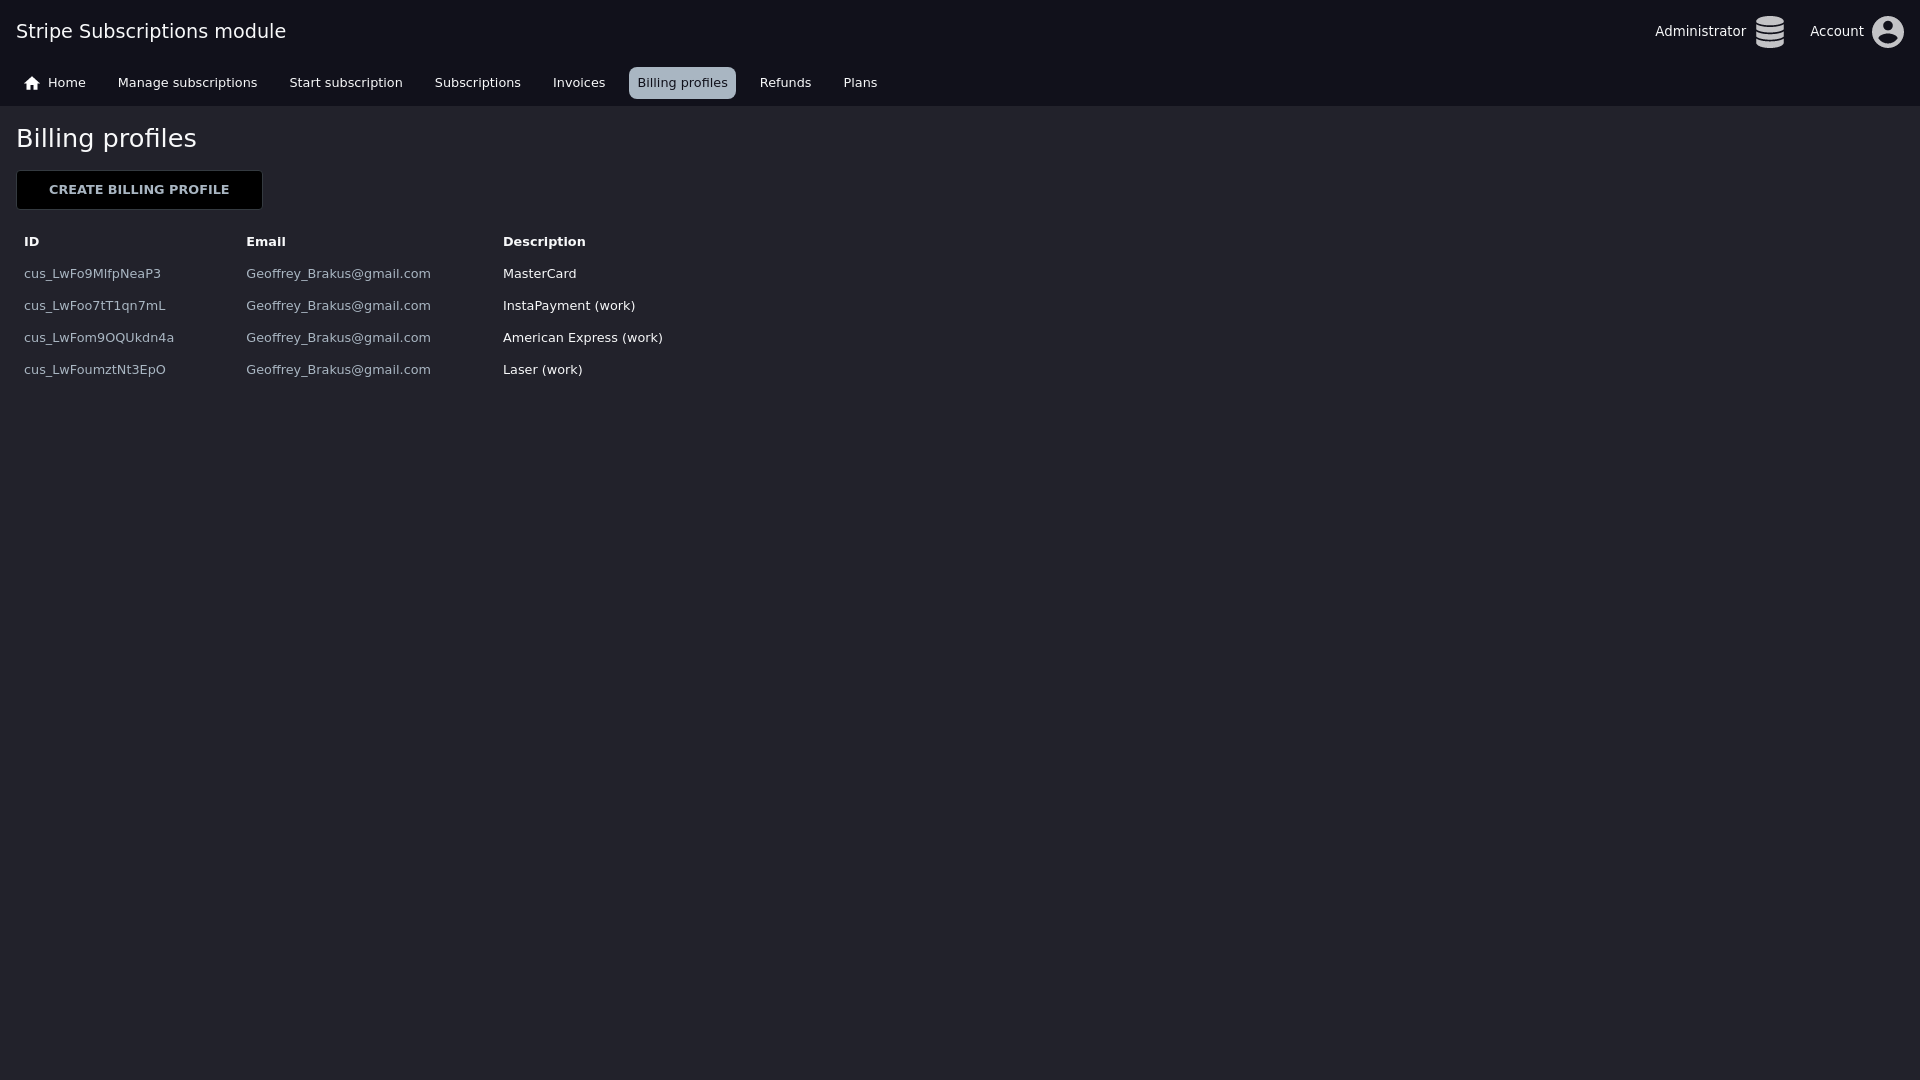 Stripe Subscriptions module
Administrator
Account
Home
Manage subscriptions
Start subscription
Subscriptions
Invoices
Billing profiles
Refunds
Plans
Billing profiles
CREATE BILLING PROFILE
ID Email Description
cus_LwFo9MlfpNeaP3 Geoffrey_Brakus@gmail.com MasterCard
cus_LwFoo7tT1qn7mL Geoffrey_Brakus@gmail.com InstaPayment (work)
cus_LwFom9OQUkdn4a Geoffrey_Brakus@gmail.com American Express (work)
cus_LwFoumztNt3EpO Geoffrey_Brakus@gmail.com Laser (work)